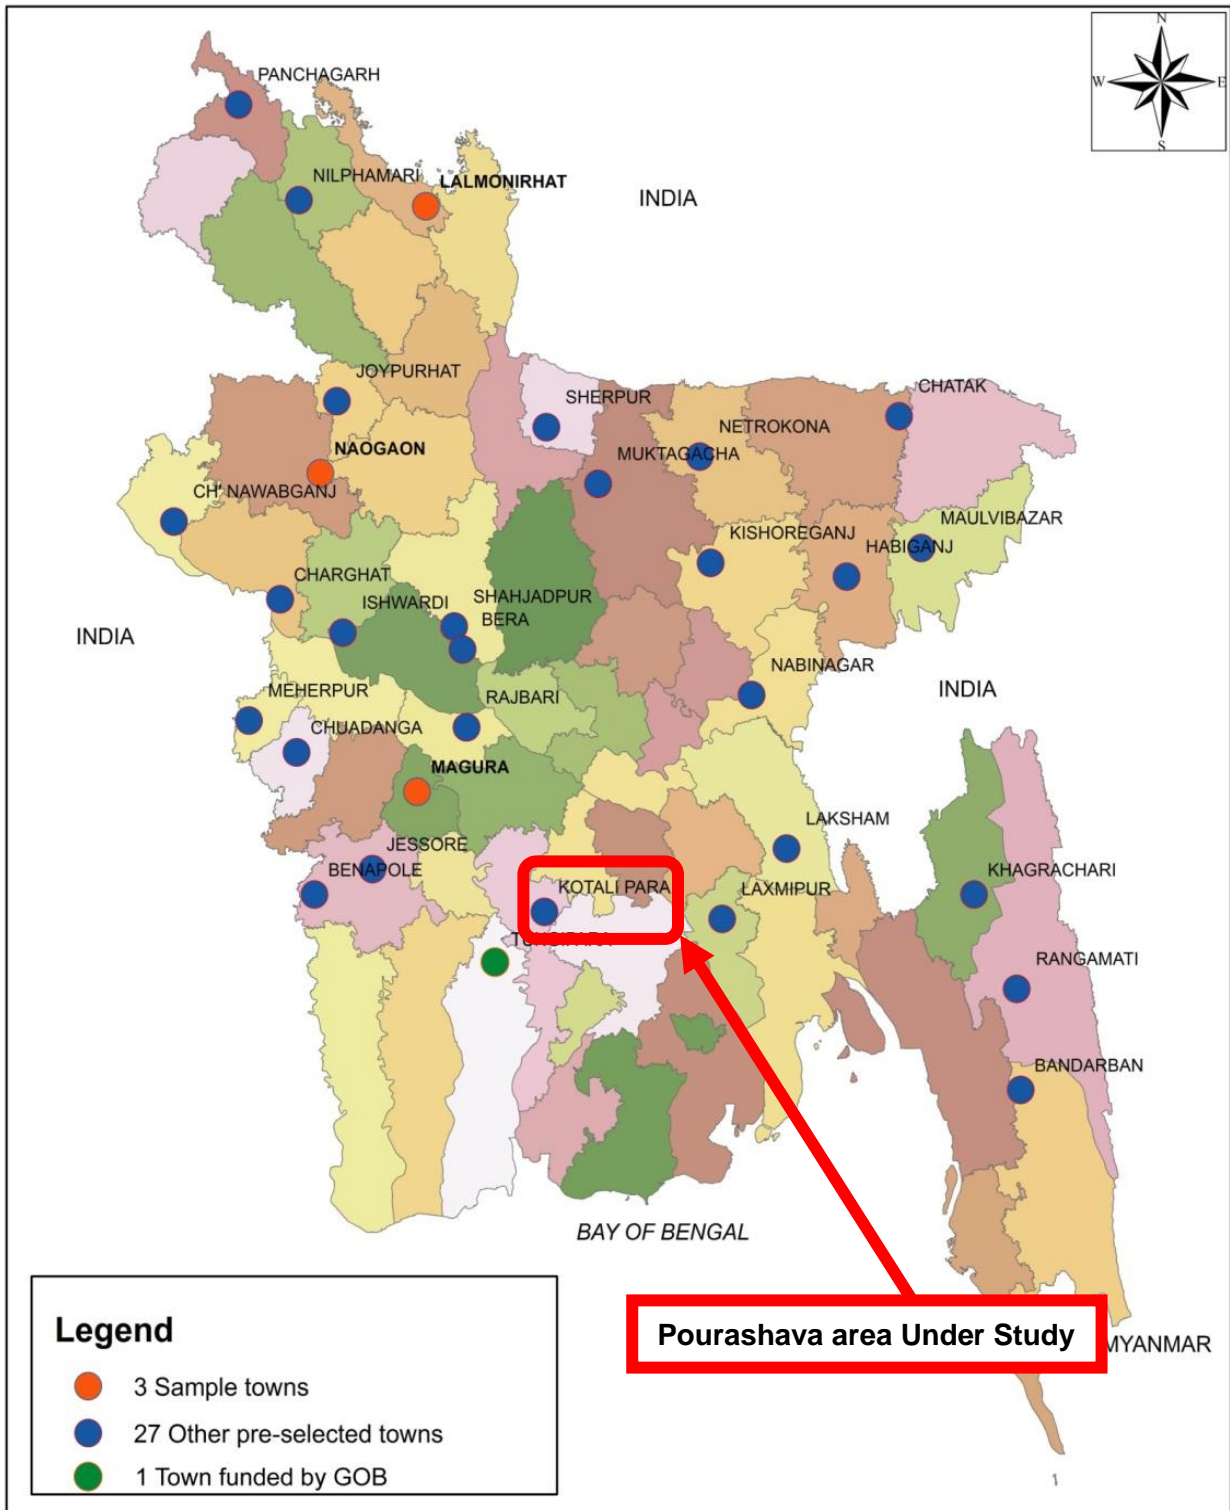 N
W
E
S
PANCHAGARH
NILPHAMARI
LALMONIRHAT
INDIA
JOYPURHAT
SHERPUR
CHATAK
NETROKONA
NAOGAON
MUKTAGACHA
CH' NAWABGANJ
MAULVIBAZAR
KISHOREGANJ
HABIGANJ
CHARGHAT
ISHWARDI
SHAHJADPUR
BERA
INDIA
NABINAGAR
MEHERPUR
RAJBARI
INDIA
CHUADANGA
MAGURA
LAKSHAM
JESSORE
BENAPOLE
KOTALI PARA
LAXMIPUR
KHAGRACHARI
TUNGIPARA
RANGAMATI
BANDARBAN
BAY OF BENGAL
Pourashava area Under Study
MYANMAR
Legend
3 Sample towns
27 Other pre-selected towns
1 Town funded by GOB
1